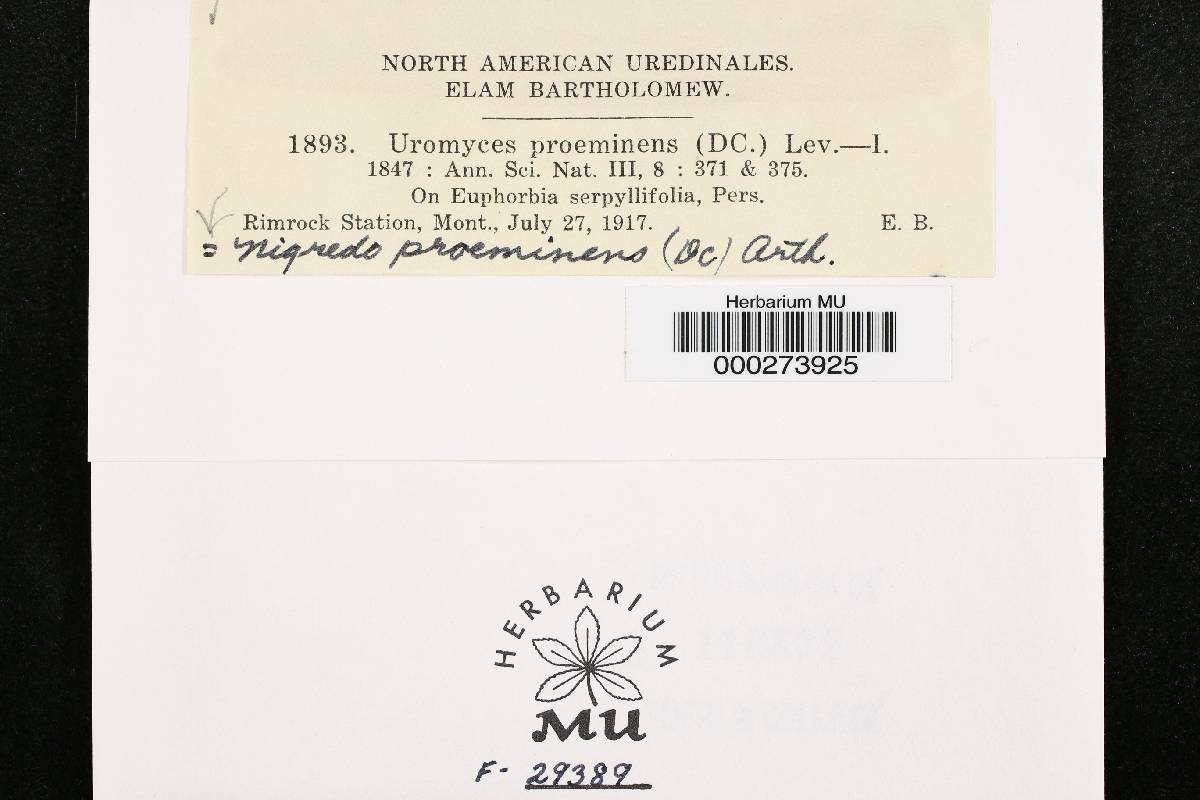 NORTH AMERICAN UREDINALES.
ELAM BARTHOLOMEW.
1893. Uromyces proeminens (DC.) Lev.—I.
1847 : Ann. Sci. Nat. III, 8 : 371 & 375.
On Euphorbia serpyllifolia, Pers.
Rimrock Station, Mont., July 27, 1917. E. B.
= Nigredo proeminens (DC) Arth.
Herbarium MU
000273925
HERBARIUM
MU
F- 29389